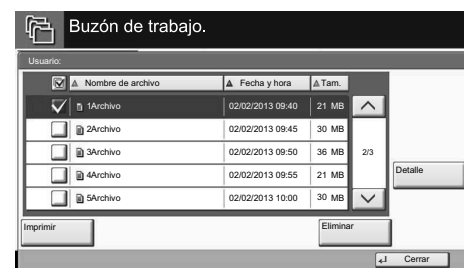 Buzón de trabajo.
Usuario:
Nombre de archivo Fecha y hora Tam.
1Archivo 02/02/2013 09:40 21 MB
2Archivo 02/02/2013 09:45 30 MB
3Archivo 02/02/2013 09:50 36 MB 2/3
4Archivo 02/02/2013 09:55 21 MB Detalle
5Archivo 02/02/2013 10:00 30 MB
Imprimir Eliminar
Cerrar